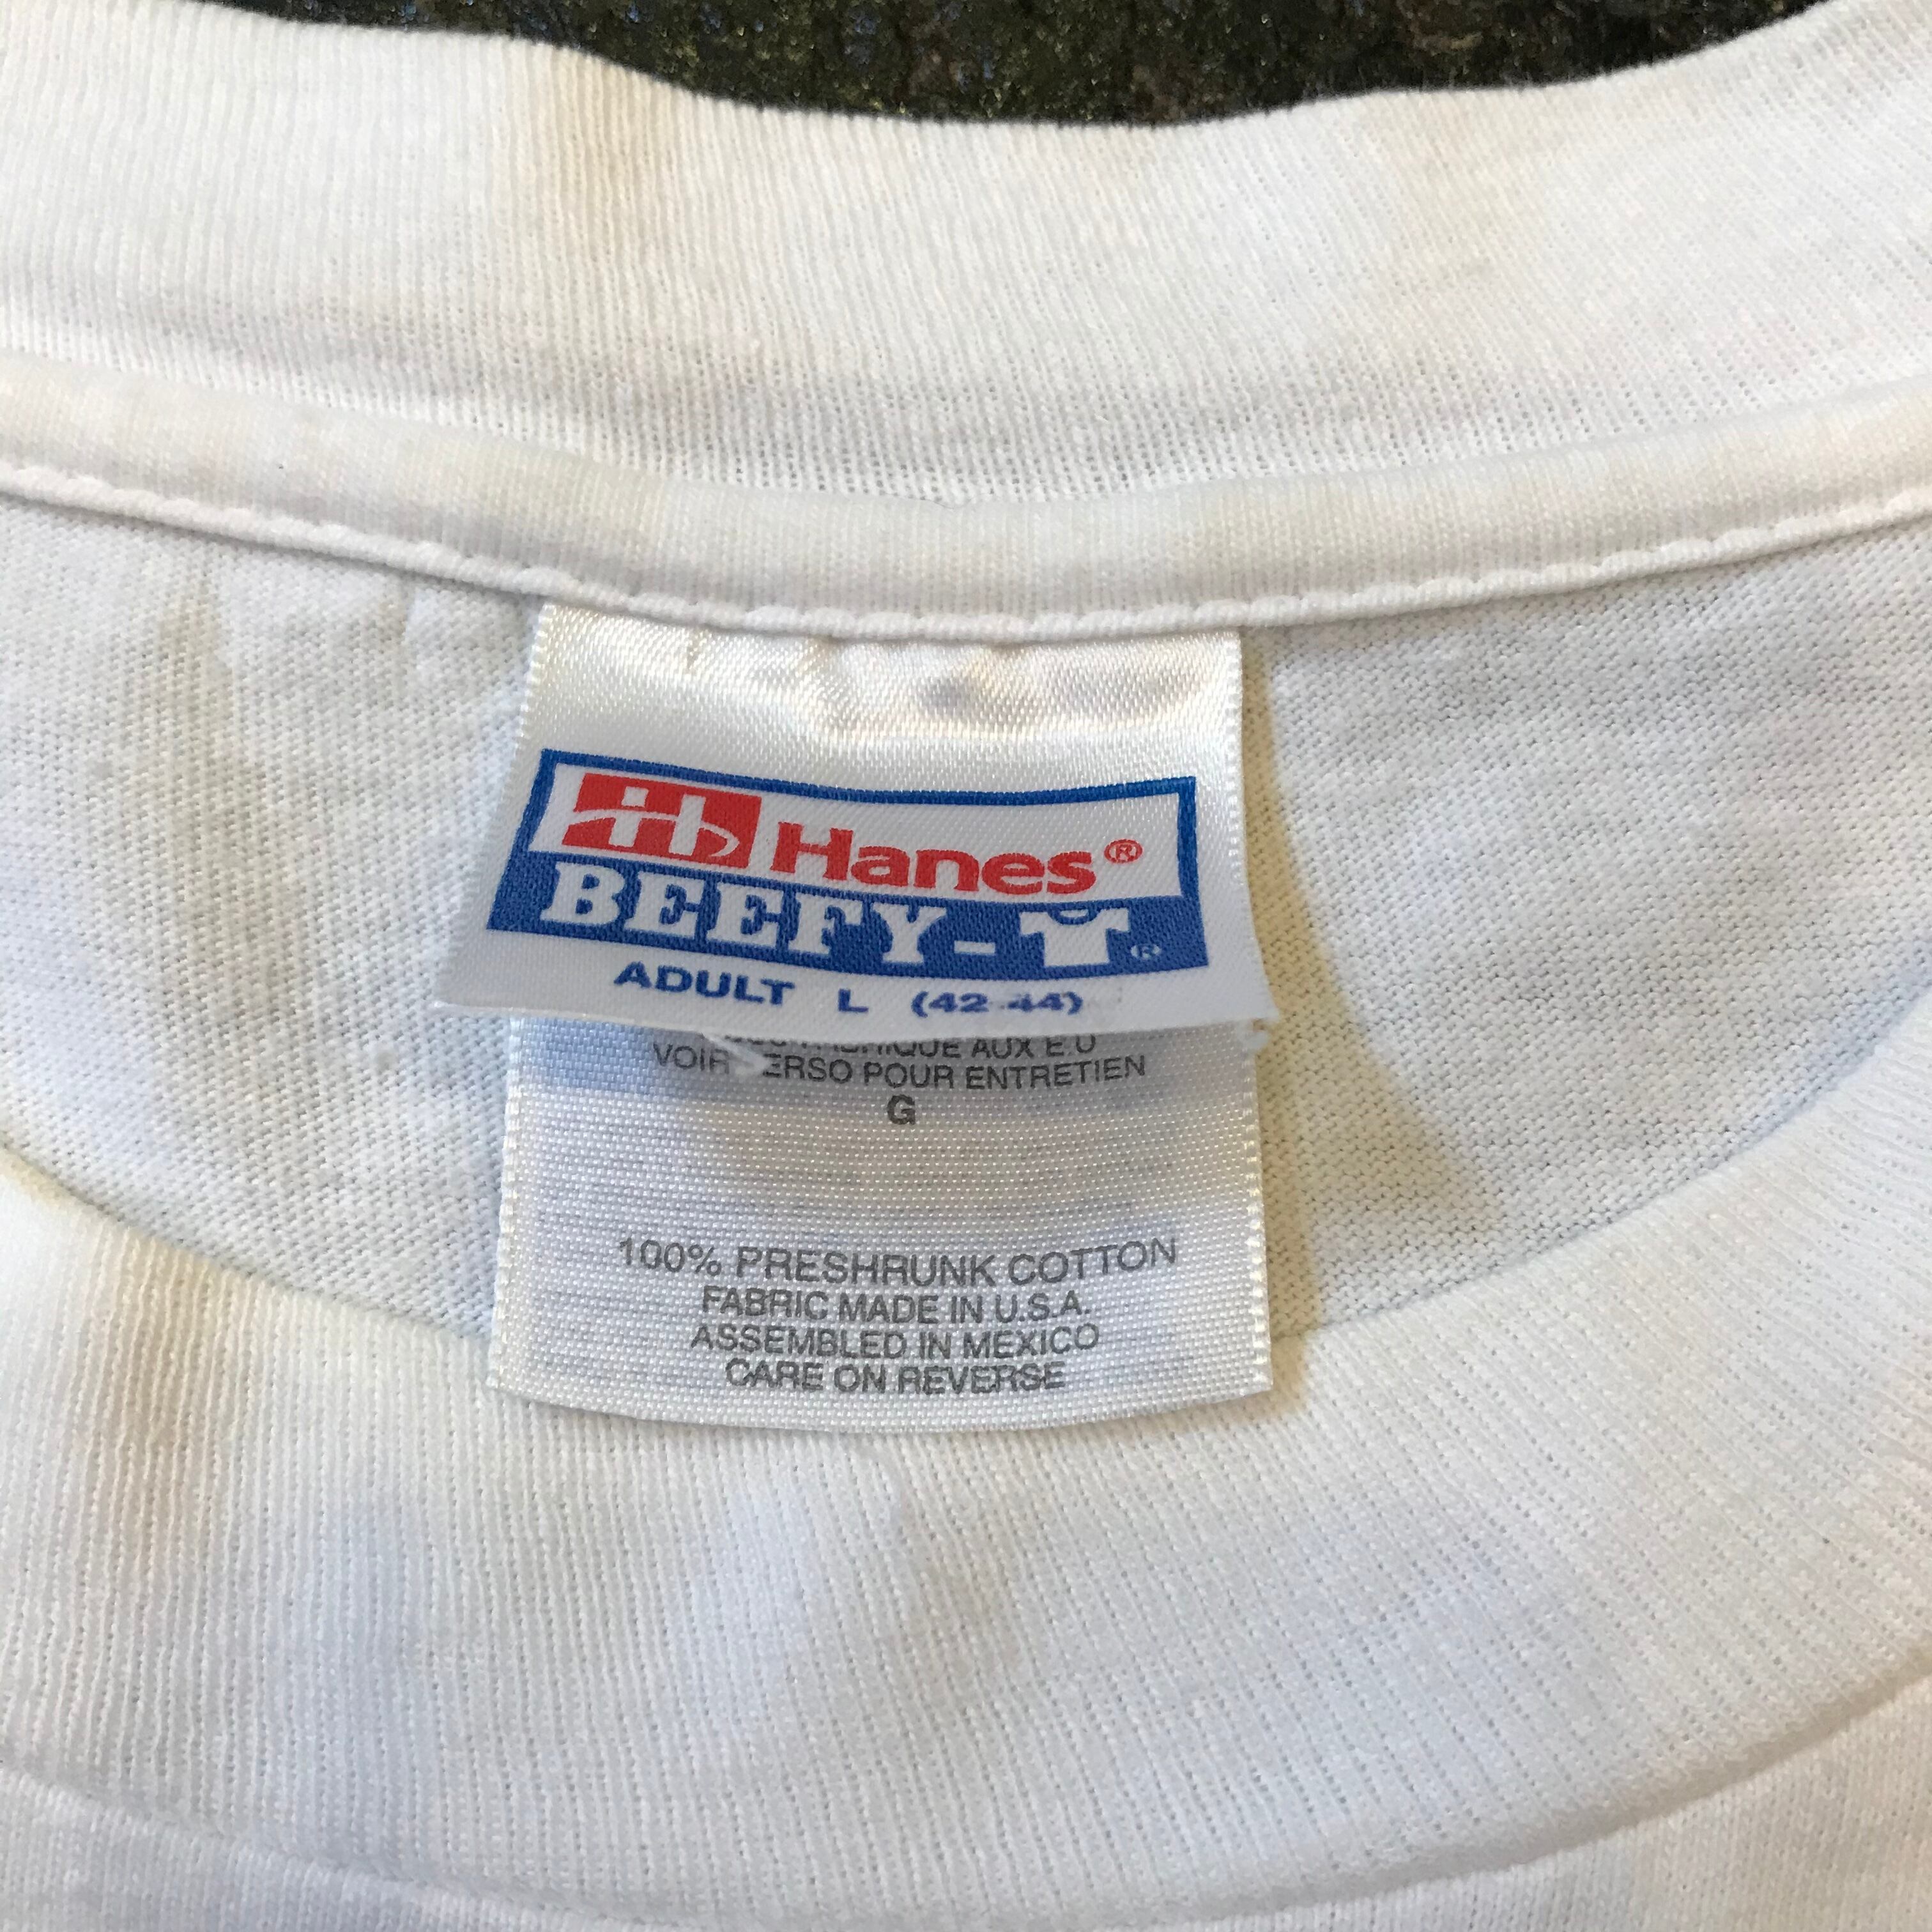 Hanes®
BEEFY-T®
ADULT L (42-44)
AUX E.U
VOIR POUR ENTRETIEN
G
100% PRESHRUNK COTTON
FABRIC MADE IN U.S.A.
ASSEMBLED IN MEXICO
CARE ON REVERSE